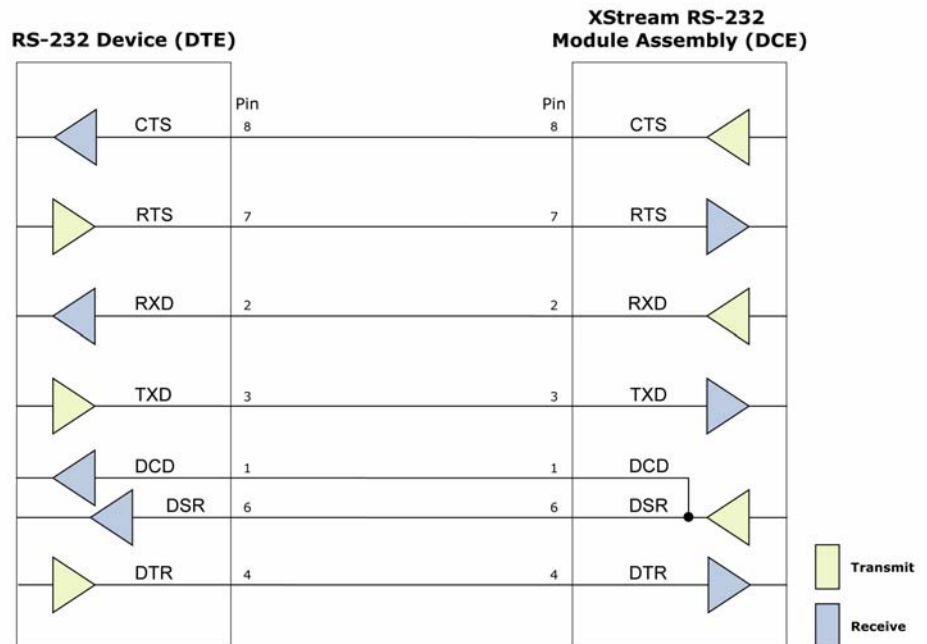 XStream RS-232
RS-232 Device (DTE) Module Assembly (DCE)
Pin Pin
CTS 8 8 CTS
RTS 7 7 RTS
RXD 2 2 RXD
TXD 3 3 TXD
DCD 1 1 DCD
DSR 6 6 DSR
DTR 4 4 DTR
Transmit
Receive